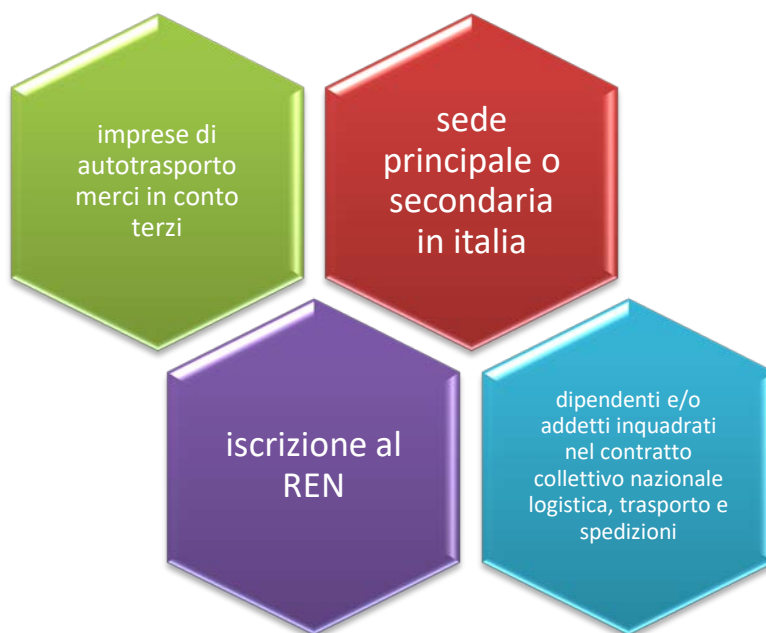 imprese di
autotrasporto
merci in conto
terzi
sede
principale o
secondaria
in italia
iscrizione al
REN
dipendenti e/o
addetti inquadrati
nel contratto
collettivo nazionale
logistica, trasporto e
spedizioni